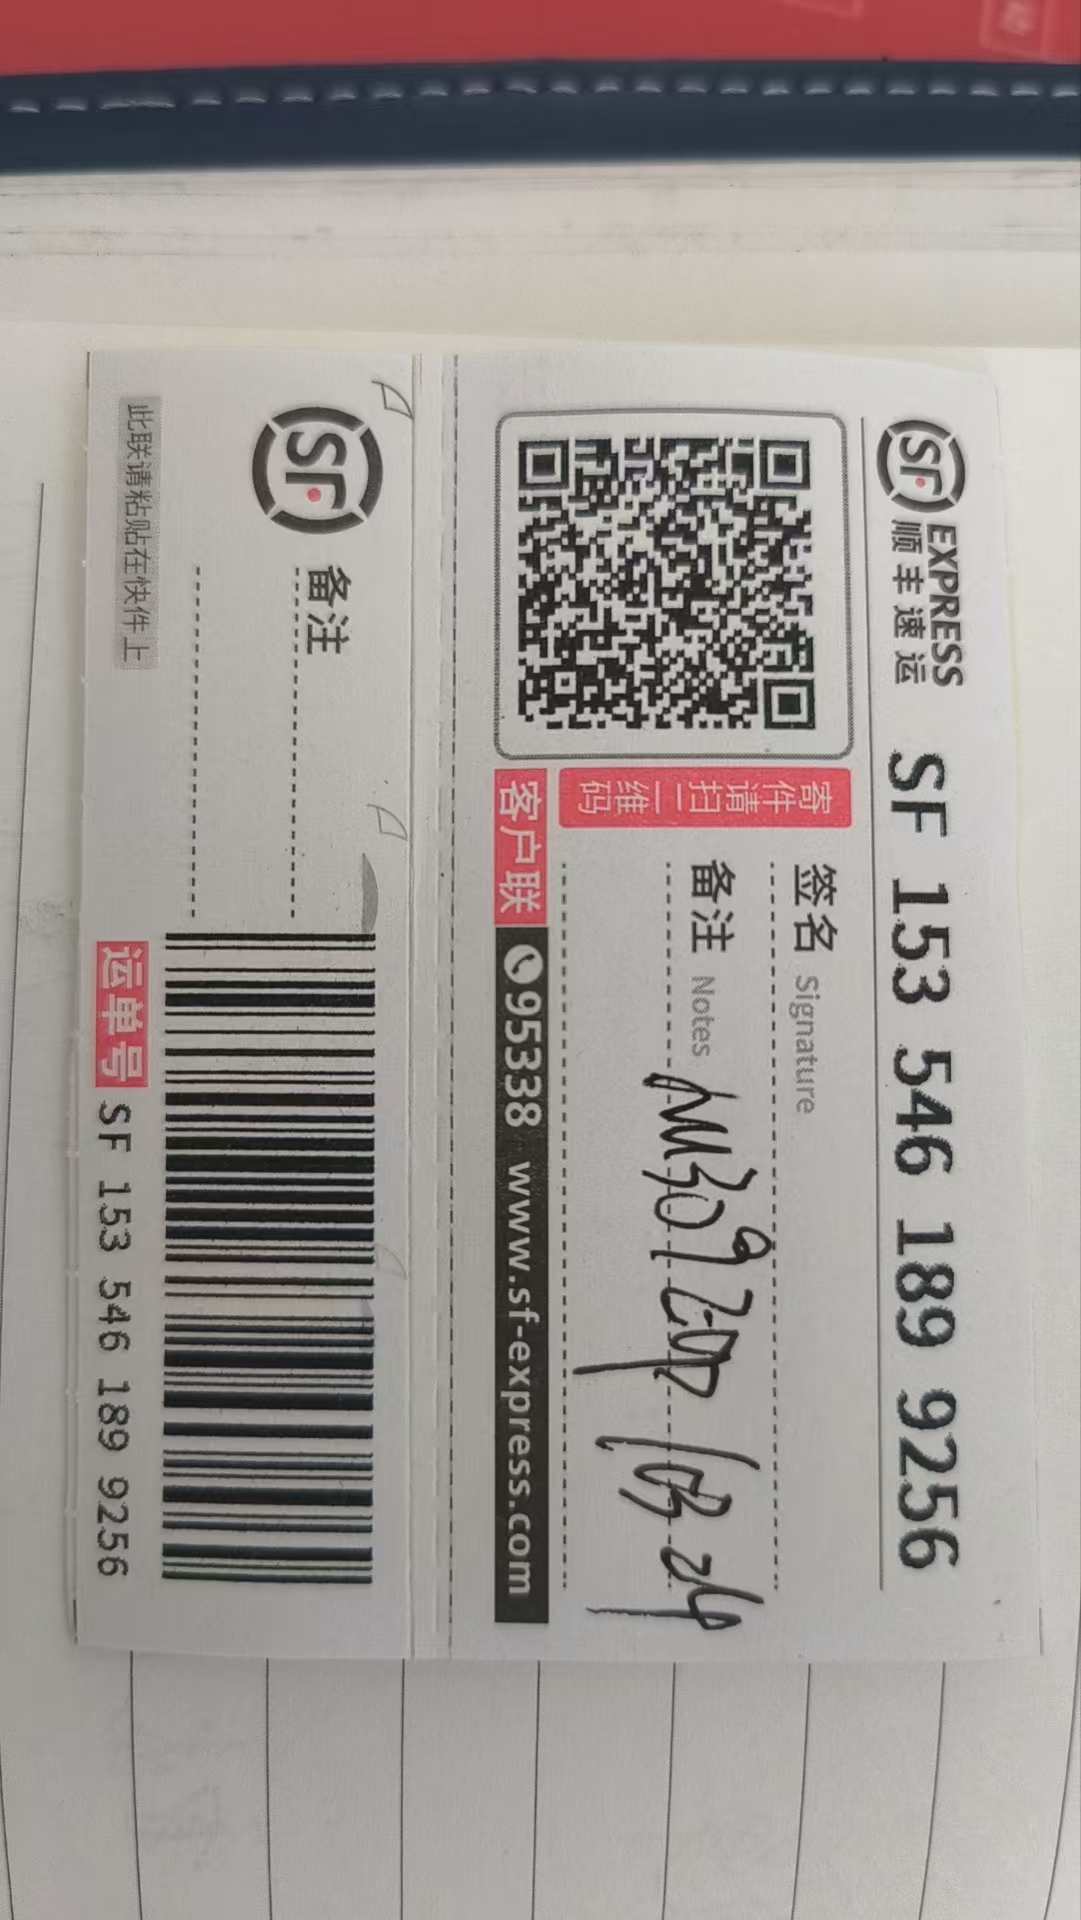 SF EXPRESS
顺丰速运
SF 153 546 189 9256
签名 Signature
备注 Notes
寄件请扫二维码
客户联 95338 www.sf-express.com
SF 备注
运单号 SF 153 546 189 9256
此联请粘贴在快件上